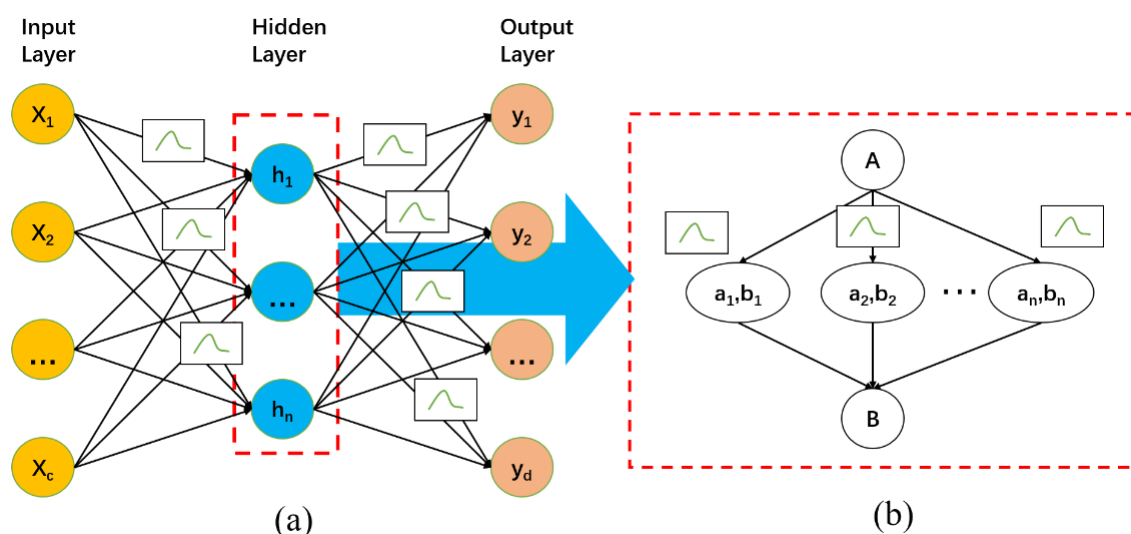 Input
Layer
Hidden
Layer
Output
Layer
X1
X2
...
Xc
h1
...
hn
y1
y2
...
yd
(a)
A
a1,b1
a2,b2
...
an,bn
B
(b)